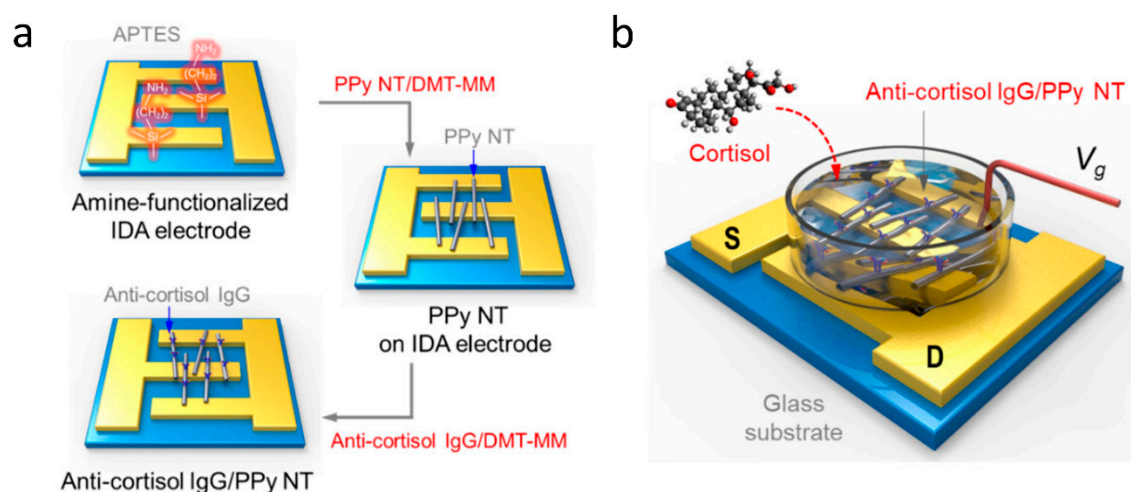 a
APTES
NH₂
(CH₂)₂
Si
NH₂
(CH₂)₂
Si
Amine-functionalized
IDA electrode
PPy NT/DMT-MM
PPy NT
PPy NT
on IDA electrode
Anti-cortisol IgG
Anti-cortisol IgG/DMT-MM
Anti-cortisol IgG/PPy NT
b
Anti-cortisol IgG/PPy NT
Cortisol
Vg
S
D
Glass
substrate